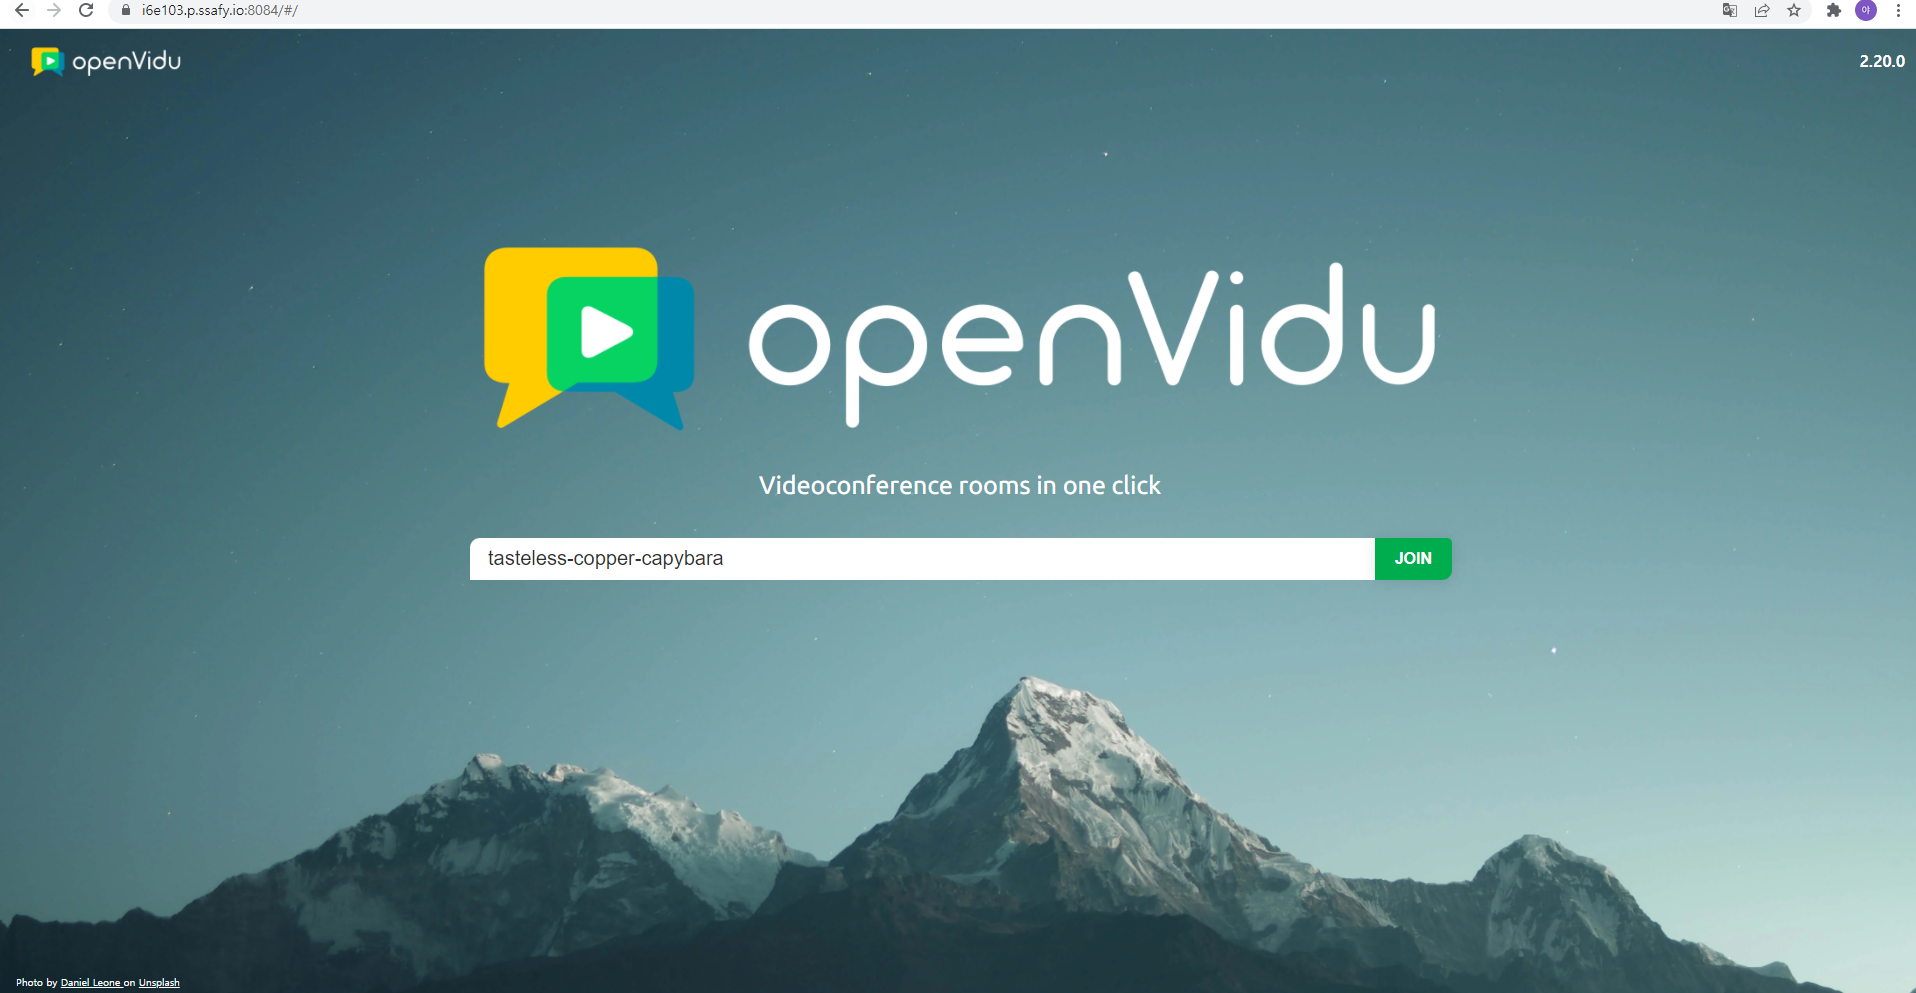 i6e103.p.ssafy.io:8084/#/
야
openVidu
2.20.0
openVidu
Videoconference rooms in one click
tasteless-copper-capybara
JOIN
Photo by Daniel Leone on Unsplash